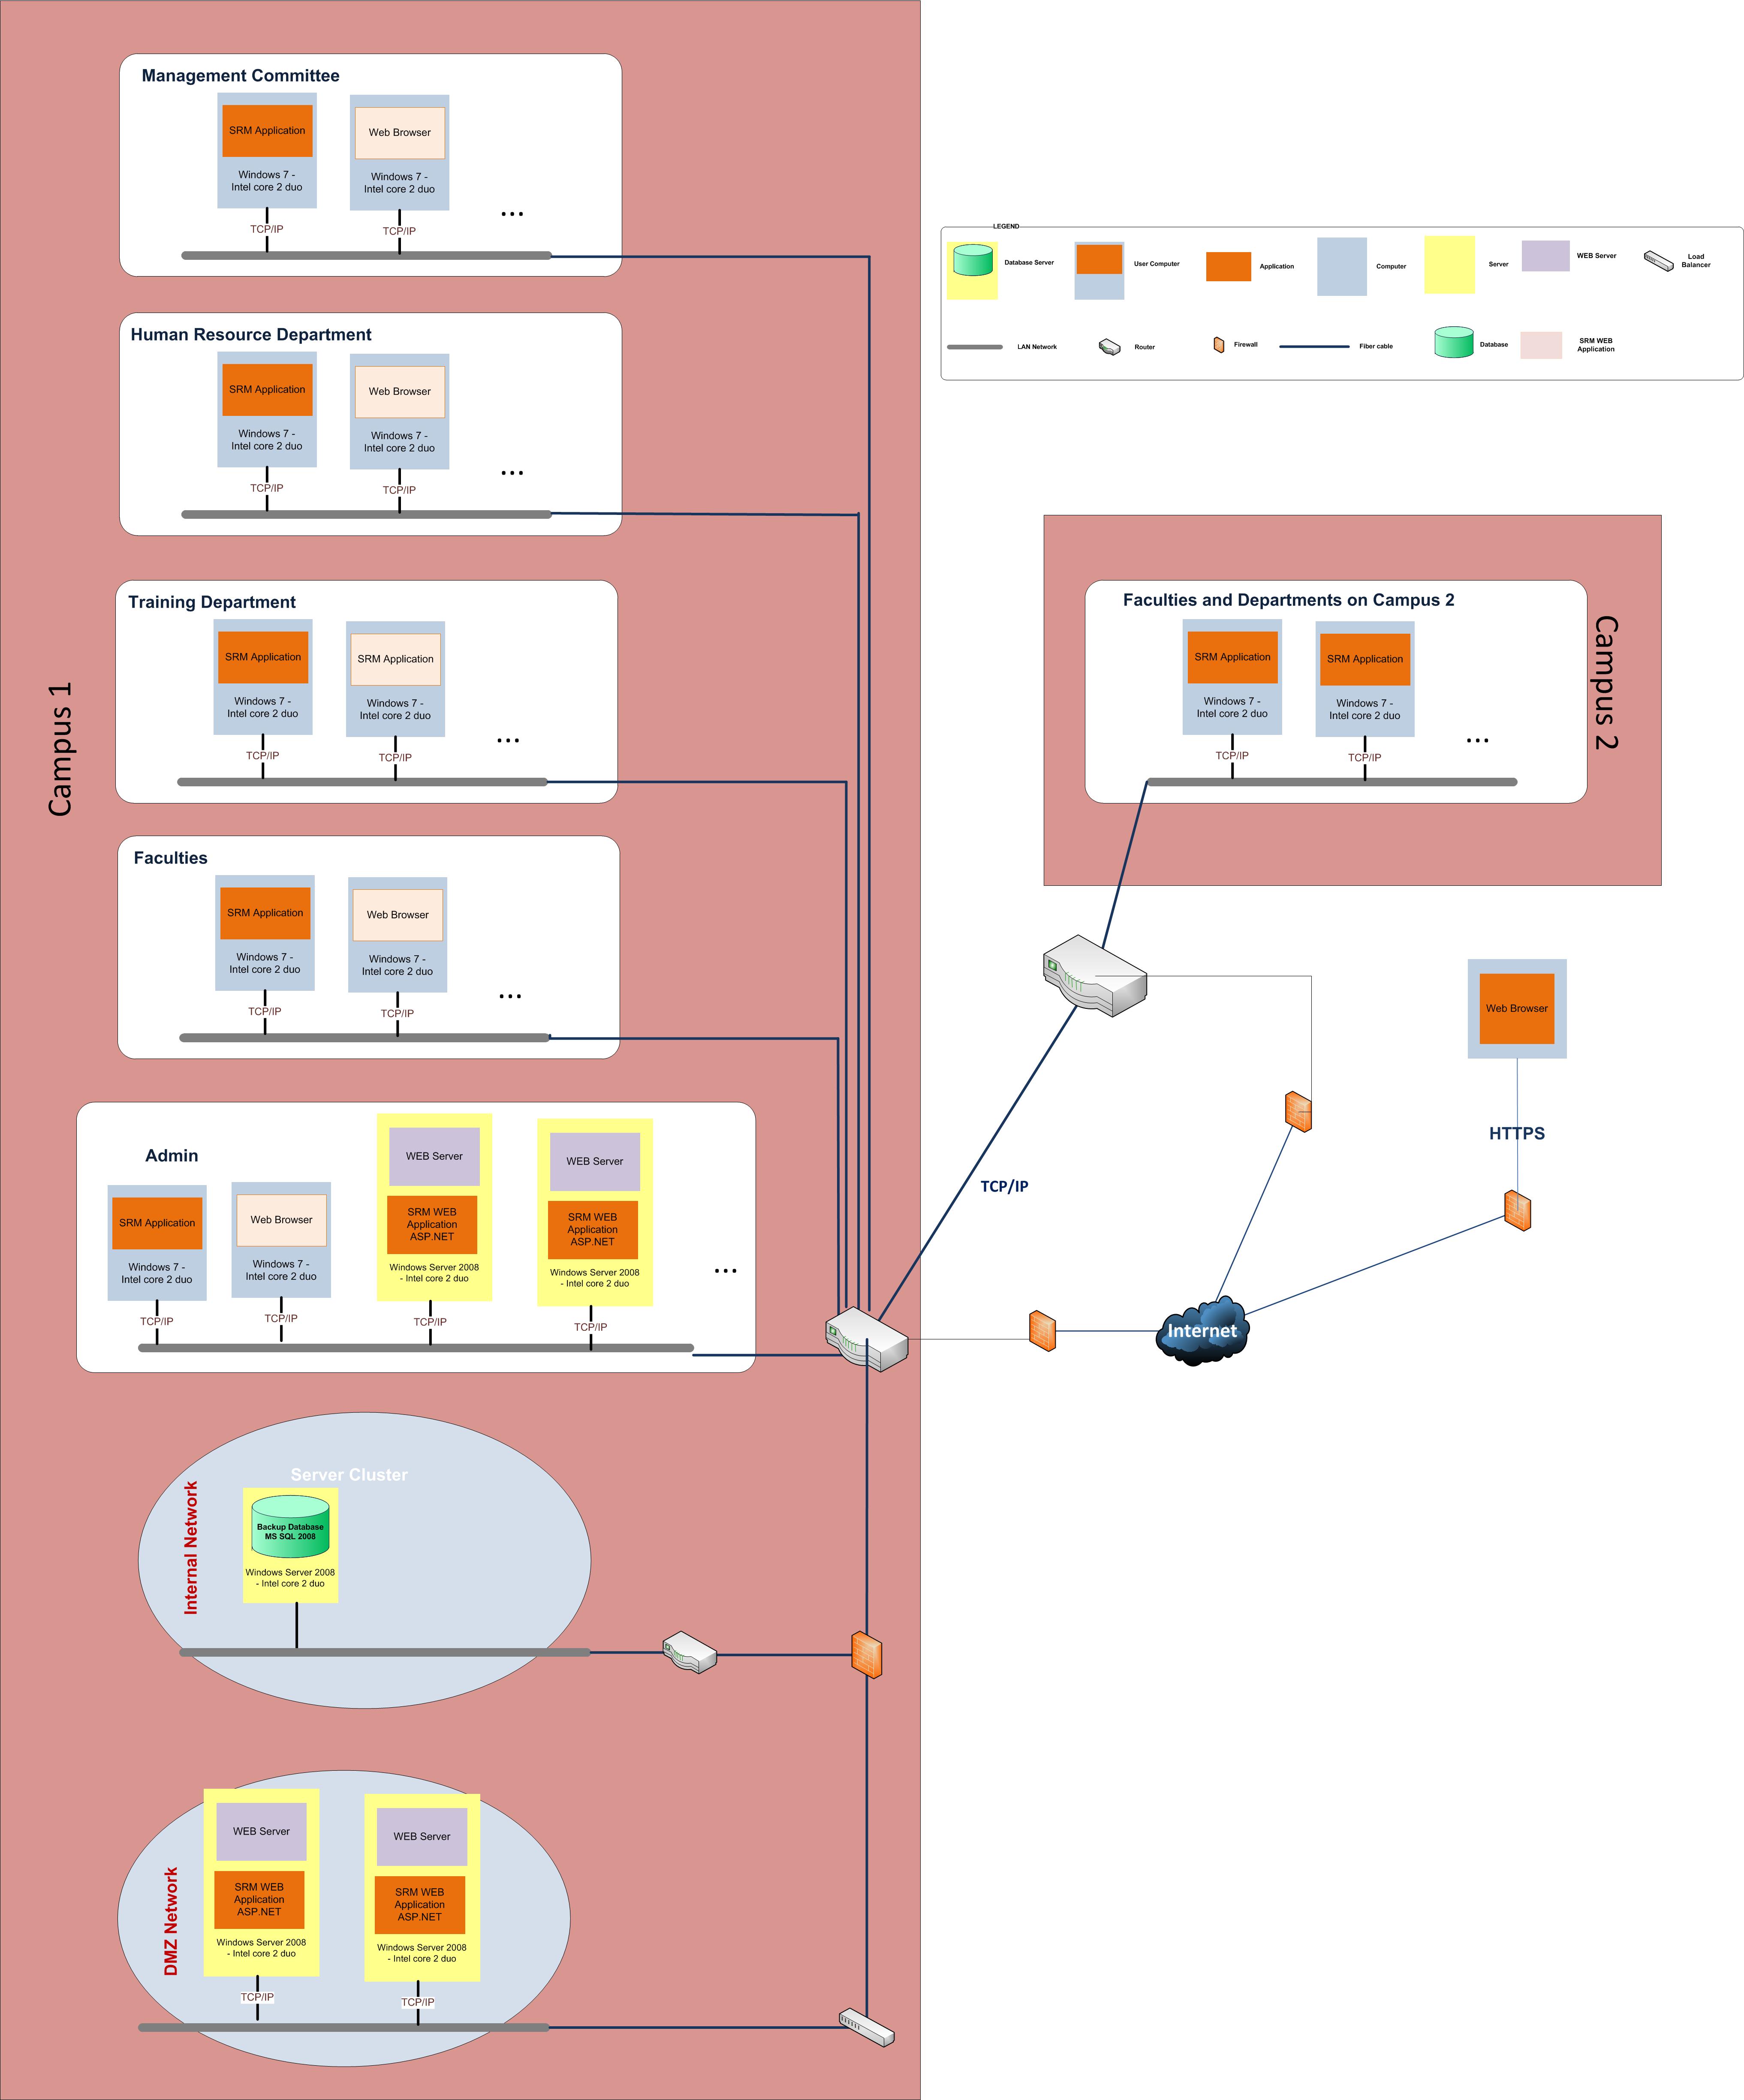 Campus 1
Management Committee
SRM Application
Windows 7 -
Intel core 2 duo
TCP/IP
Web Browser
Windows 7 -
Intel core 2 duo
TCP/IP
...
Human Resource Department
SRM Application
Windows 7 -
Intel core 2 duo
TCP/IP
Web Browser
Windows 7 -
Intel core 2 duo
TCP/IP
...
Training Department
SRM Application
Windows 7 -
Intel core 2 duo
TCP/IP
SRM Application
Windows 7 -
Intel core 2 duo
TCP/IP
...
Faculties
SRM Application
Windows 7 -
Intel core 2 duo
TCP/IP
Web Browser
Windows 7 -
Intel core 2 duo
TCP/IP
...
Admin
SRM Application
Windows 7 -
Intel core 2 duo
TCP/IP
Web Browser
Windows 7 -
Intel core 2 duo
TCP/IP
WEB Server
SRM WEB
Application
ASP.NET
Windows Server 2008
- Intel core 2 duo
TCP/IP
WEB Server
SRM WEB
Application
ASP.NET
Windows Server 2008
- Intel core 2 duo
TCP/IP
...
Internal Network
Server Cluster
Backup Database
MS SQL 2008
Windows Server 2008
- Intel core 2 duo
DMZ Network
WEB Server
SRM WEB
Application
ASP.NET
Windows Server 2008
- Intel core 2 duo
TCP/IP
WEB Server
SRM WEB
Application
ASP.NET
Windows Server 2008
- Intel core 2 duo
TCP/IP
LEGEND
Database Server
User Computer
Application
Computer
Server
WEB Server
Load
Balancer
LAN Network
Router
Firewall
Fiber cable
Database
SRM WEB
Application
Campus 2
Faculties and Departments on Campus 2
SRM Application
Windows 7 -
Intel core 2 duo
TCP/IP
SRM Application
Windows 7 -
Intel core 2 duo
TCP/IP
...
Web Browser
HTTPS
TCP/IP
Internet